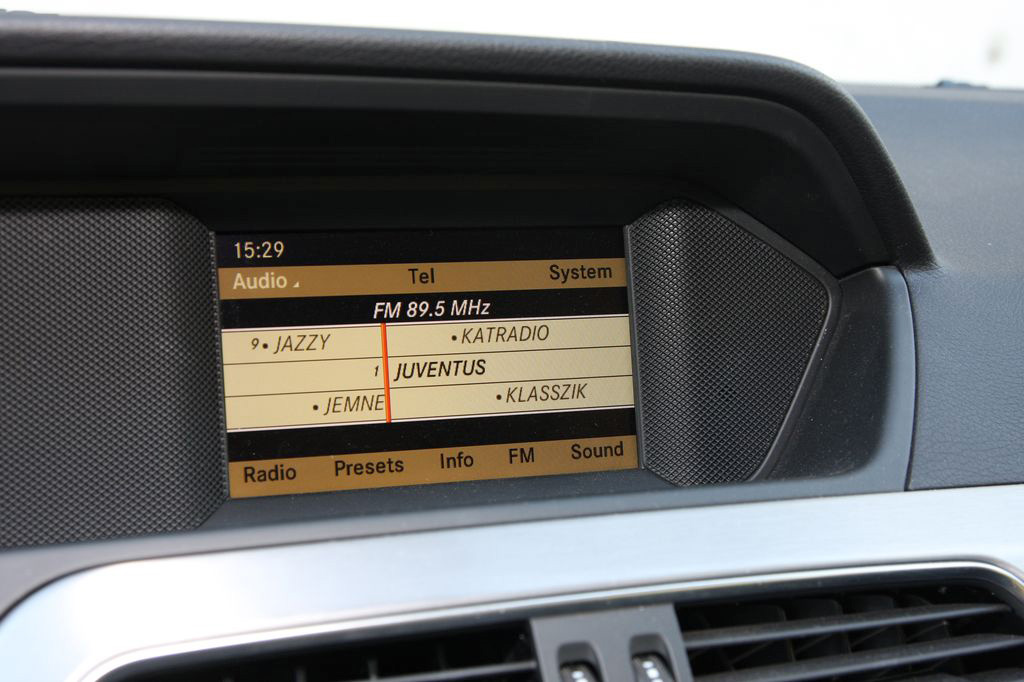 15:29
Audio Tel System
FM 89.5 MHz
9 • JAZZY • KATRADIO
1 JUVENTUS
• JEMNE • KLASSZIK
Radio Presets Info FM Sound